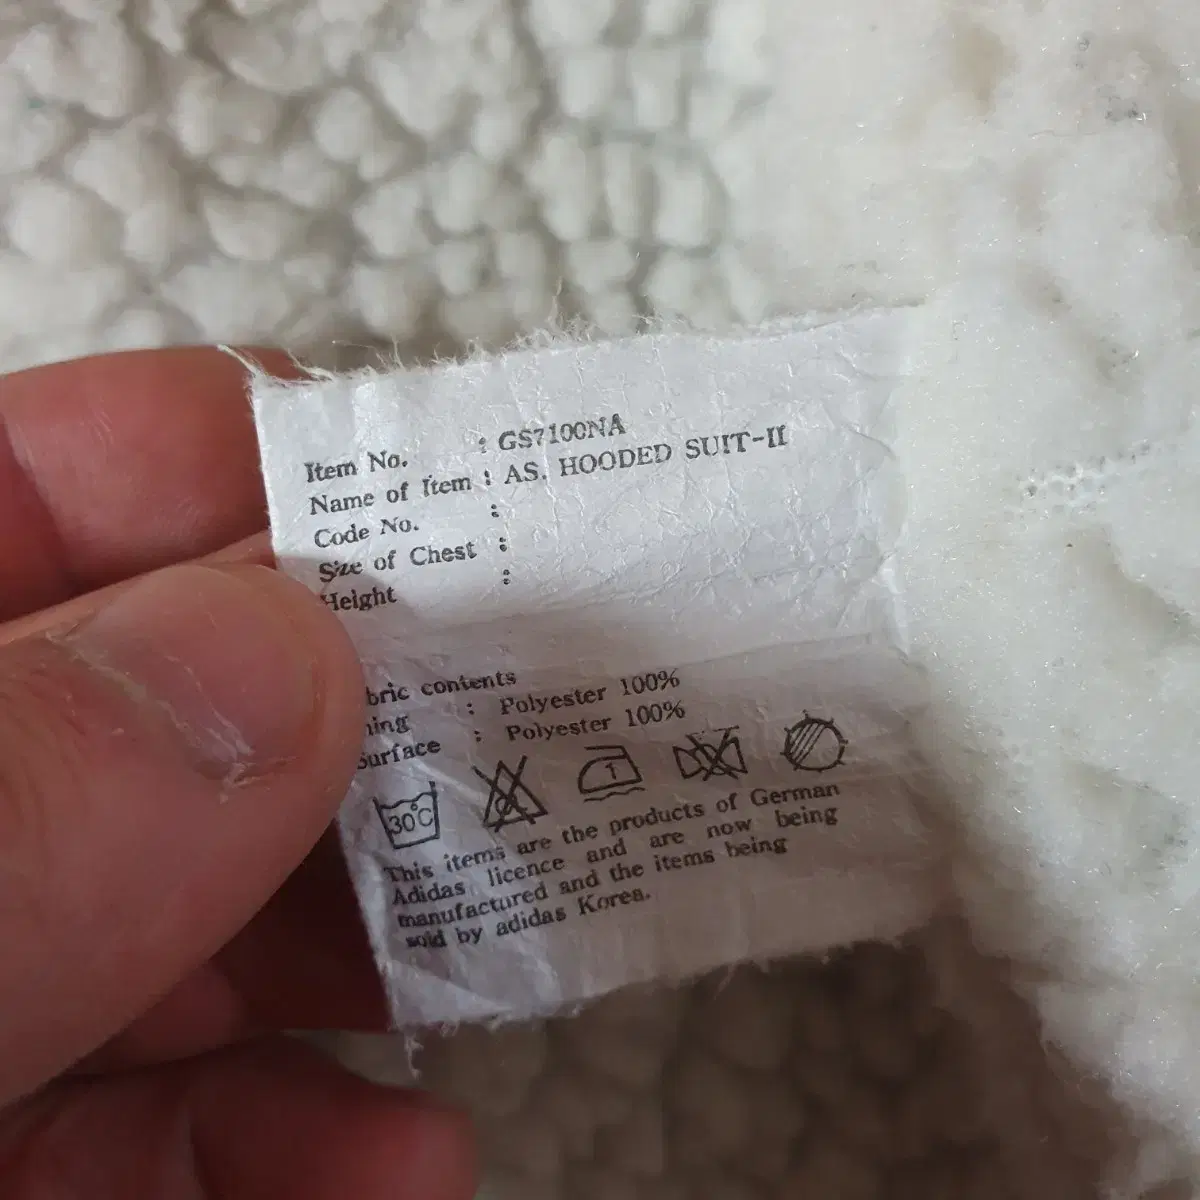 Item No. : GS7100NA
Name of Item : AS. HOODED SUIT-II
Code No. :
Size of Chest :
Height :
bric contents
ning : Polyester 100%
Surface : Polyester 100%
30°C
1
This items are the products of German
Adidas licence and are now being
manufactured and the items being
sold by adidas Korea.